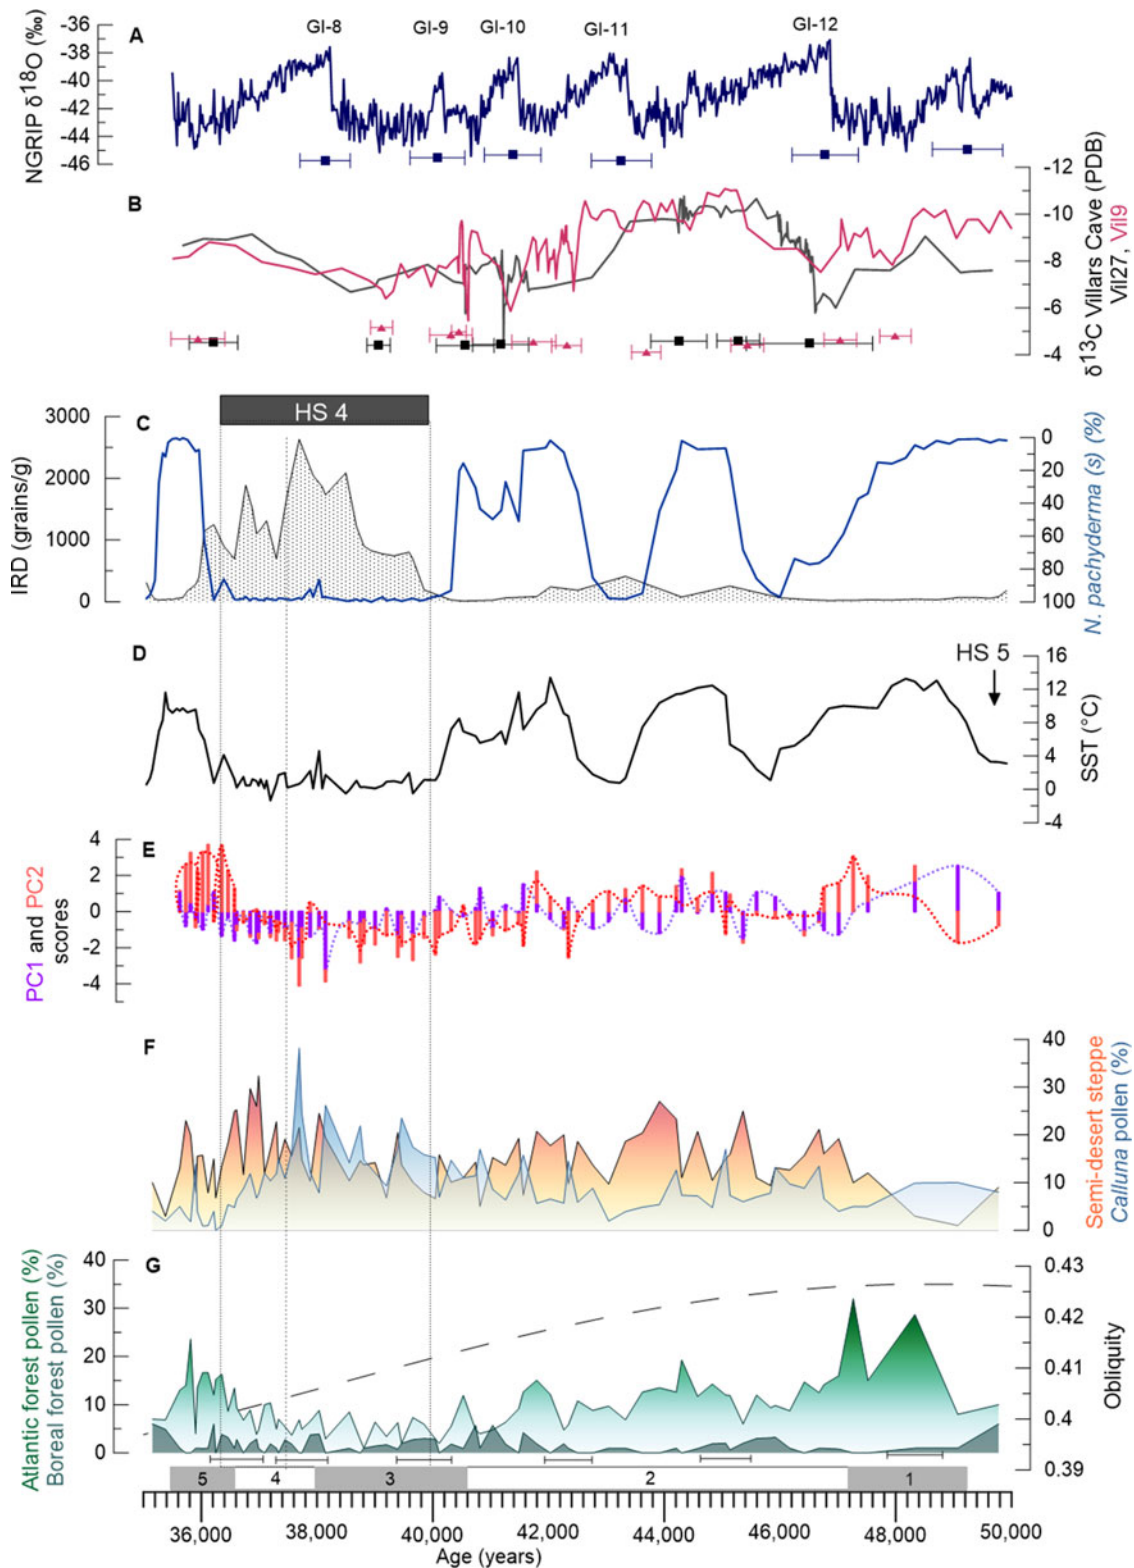 A
GI-8
GI-9
GI-10
GI-11
GI-12
NGRIP δ18O (‰)
-36
-38
-40
-42
-44
-46
B
-12
-10
-8
-6
-4
δ13C Villars Cave (PDB)
Vil27, Vil9
HS 4
C
3000
2000
1000
0
IRD (grains/g)
0
20
40
60
80
100
N. pachyderma (s) (%)
D
HS 5
16
12
8
4
0
-4
SST (°C)
E
4
2
0
-2
-4
PC1 and PC2
scores
F
40
30
20
10
0
Semi-desert steppe
Calluna pollen (%)
G
40
30
20
10
0
Atlantic forest pollen (%)
Boreal forest pollen (%)
0.43
0.42
0.41
0.4
0.39
Obliquity
5
4
3
2
1
36,000
38,000
40,000
42,000
44,000
46,000
48,000
50,000
Age (years)